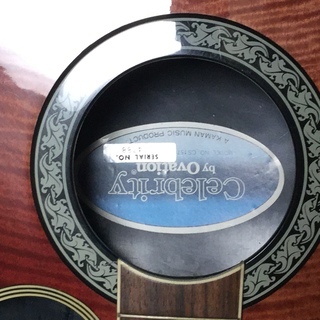 Celebrity
by Ovation®
A KAMAN MUSIC PRODUCT
SERIAL NO.